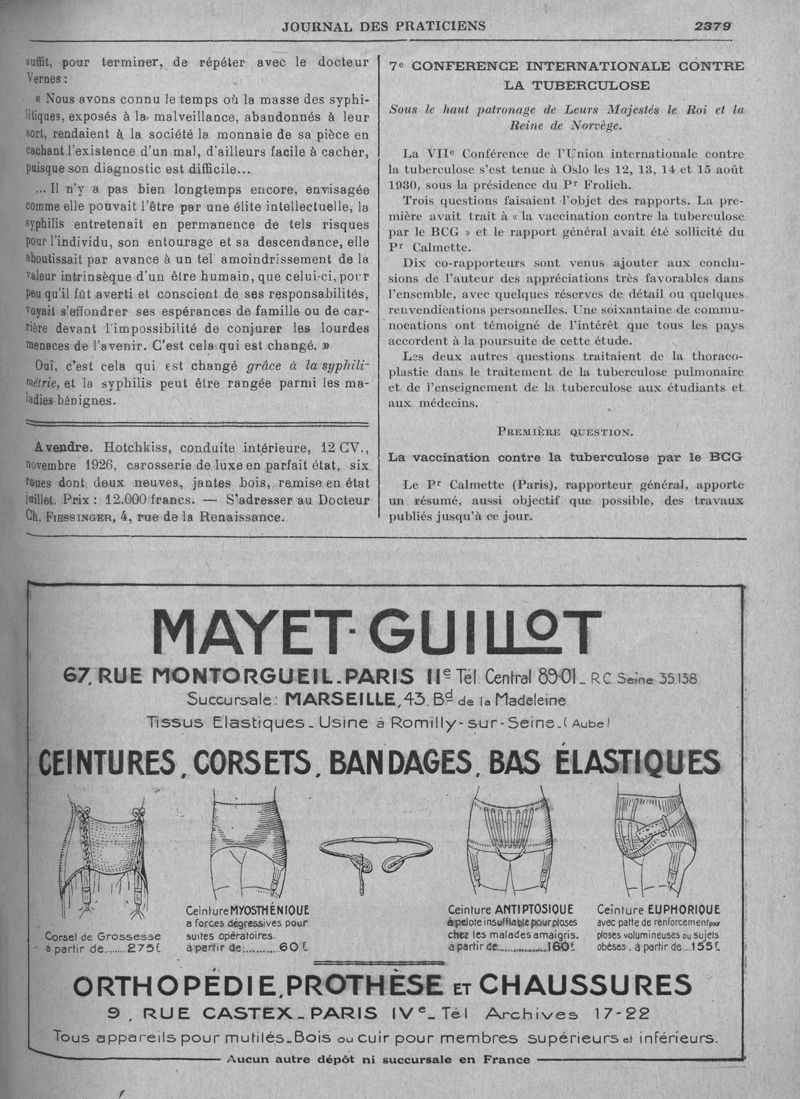 JOURNAL DES PRATICIENS 2379
suffit, pour terminer, de répéter avec le docteur
Vernes :
« Nous avons connu le temps où la masse des syphi-
litiques, exposés à la malveillance, abandonnés à leur
sort, rendaient à la société la monnaie de sa pièce en
cachant l'existence d'un mal, d'ailleurs facile à cacher,
puisque son diagnostic est difficile...
... Il n'y a pas bien longtemps encore, envisagée
comme elle pouvait l'être par une élite intellectuelle, la
syphilis entretenait en permanence de tels risques
pour l'individu, son entourage et sa descendance, elle
aboutissait par avance à un tel amoindrissement de la
valeur intrinsèque d'un être humain, que celui-ci, pour
peu qu'il fût averti et conscient de ses responsabilités,
voyait s'effondrer ses espérances de famille ou de car-
rière devant l'impossibilité de conjurer les lourdes
menaces de l'avenir. C'est cela qui est changé. »
Oui, c'est cela qui est changé grâce à la syphili-
métrie, et la syphilis peut être rangée parmi les ma-
ladies bénignes.
A vendre. Hotchkiss, conduite intérieure, 12 CV.,
novembre 1926, carosserie de luxe en parfait état, six
roues dont deux neuves, jantes bois, remise en état
juillet. Prix : 12.000 francs. — S'adresser au Docteur
Ch. FIESSINGER, 4, rue de la Renaissance.
7e CONFERENCE INTERNATIONALE CONTRE
LA TUBERCULOSE
Sous le haut patronage de Leurs Majestés le Roi et la
Reine de Norvège.
La VIIe Conférence de l'Union internationale contre
la tuberculose s'est tenue à Oslo les 12, 13, 14 et 15 août
1930, sous la présidence du Pr Frolich.
Trois questions faisaient l'objet des rapports. La pre-
mière avait trait à « la vaccination contre la tuberculose
par le BCG » et le rapport général avait été sollicité du
Pr Calmette.
Dix co-rapporteurs sont venus ajouter aux conclu-
sions de l'auteur des appréciations très favorables dans
l'ensemble, avec quelques réserves de détail ou quelques
revendications personnelles. Une soixantaine de commu-
nocations ont témoigné de l'intérêt que tous les pays
accordent à la poursuite de cette étude.
Les deux autres questions traitaient de la thoraco-
plastie dans le traitement de la tuberculose pulmonaire
et de l'enseignement de la tuberculose aux étudiants et
aux médecins.
PREMIÈRE QUESTION.
La vaccination contre la tuberculose par le BCG
Le Pr Calmette (Paris), rapporteur général, apporte
un résumé, aussi objectif que possible, des travaux
publiés jusqu'à ce jour.
MAYET-GUILLOT
67, RUE MONTORGUEIL_PARIS IIe Tél. Central 89-01_ R.C. Seine 35.138
Succursale : MARSEILLE, 43. Bd de la Madeleine
Tissus Elastiques_Usine à Romilly-sur-Seine_(Aube)
CEINTURES, CORSETS, BANDAGES, BAS ÉLASTIQUES
Corset de Grossesse
à partir de........275f.
Ceinture MYOSTHÉNIQUE
à forces dégressives pour
suites opératoires.
à partir de...........60f.
Ceinture ANTIPTOSIQUE
à pelote insufflable pour ptoses
chez les malades amaigris,
à partir de................160f.
Ceinture EUPHORIQUE
avec patte de renforcement pour
ptoses volumineuses ou sujets
obèses, à partir de....155f.
ORTHOPÉDIE, PROTHÈSE ET CHAUSSURES
9, RUE CASTEX_PARIS IVe_Tél Archives 17-22
Tous appareils pour mutilés_Bois ou cuir pour membres supérieurs et inférieurs.
Aucun autre dépôt ni succursale en France